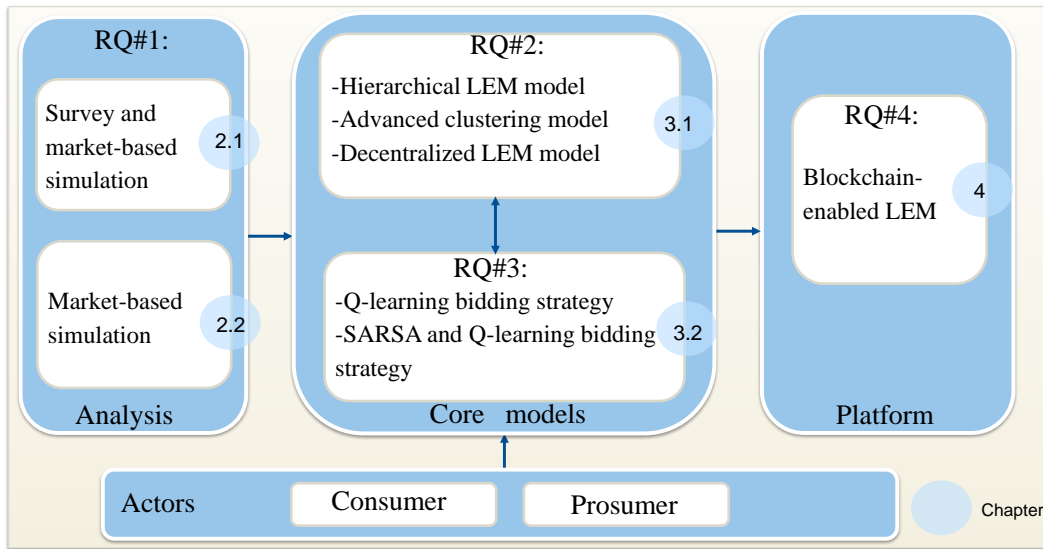 RQ#1:
Survey and
market-based
simulation
2.1
Market-based
simulation
2.2
Analysis
RQ#2:
-Hierarchical LEM model
-Advanced clustering model
-Decentralized LEM model
3.1
RQ#3:
-Q-learning bidding strategy
-SARSA and Q-learning bidding
strategy
3.2
Core models
RQ#4:
Blockchain-
enabled LEM
4
Platform
Actors
Consumer
Prosumer
Chapter